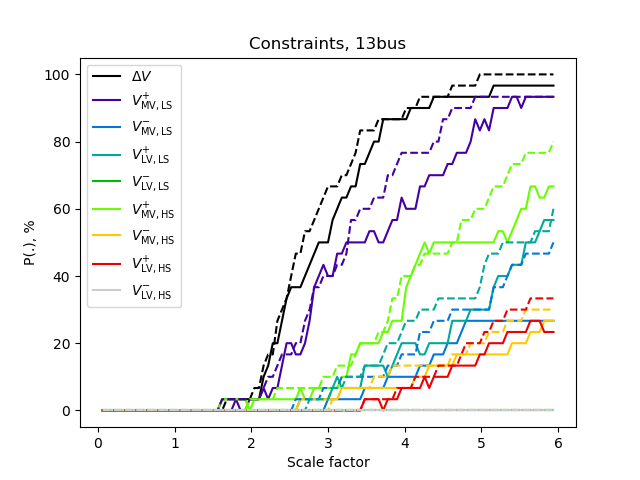 Constraints, 13bus
P(.), %
100
80
60
40
20
0
ΔV
V⁺ MV, LS
V⁻ MV, LS
V⁺ LV, LS
V⁻ LV, LS
V⁺ MV, HS
V⁻ MV, HS
V⁺ LV, HS
V⁻ LV, HS
0 1 2 3 4 5 6
Scale factor